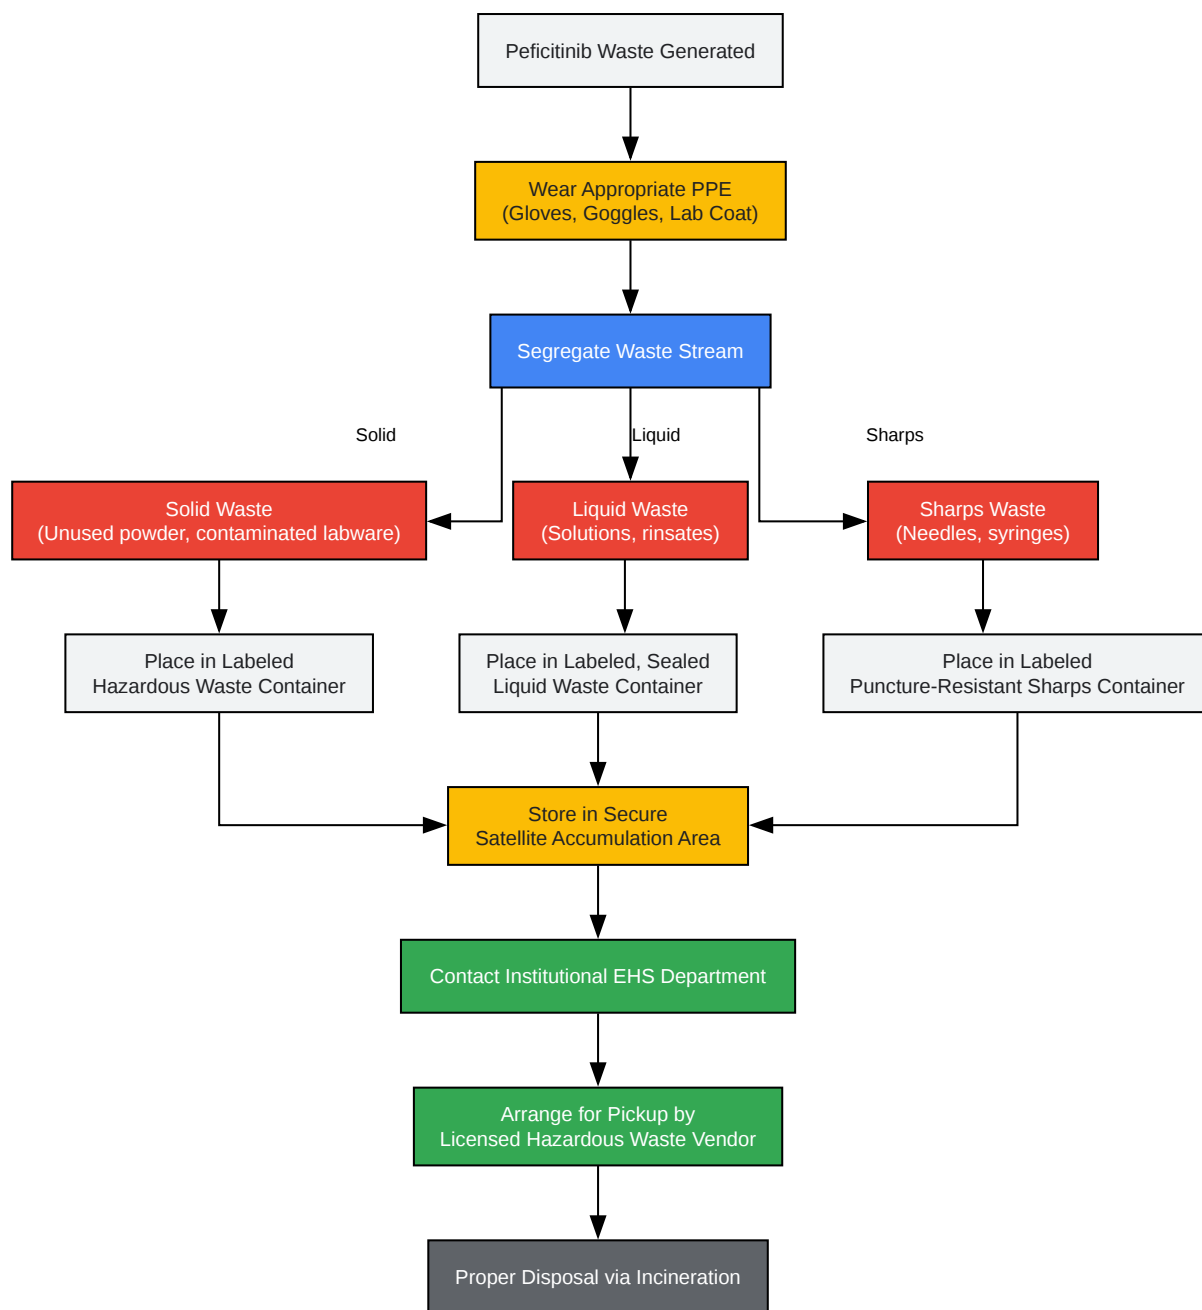 Peficitinib Waste Generated
Wear Appropriate PPE
(Gloves, Goggles, Lab Coat)
Segregate Waste Stream
Solid
Liquid
Sharps
Solid Waste
(Unused powder, contaminated labware)
Liquid Waste
(Solutions, rinsates)
Sharps Waste
(Needles, syringes)
Place in Labeled
Hazardous Waste Container
Place in Labeled, Sealed
Liquid Waste Container
Place in Labeled
Puncture-Resistant Sharps Container
Store in Secure
Satellite Accumulation Area
Contact Institutional EHS Department
Arrange for Pickup by
Licensed Hazardous Waste Vendor
Proper Disposal via Incineration